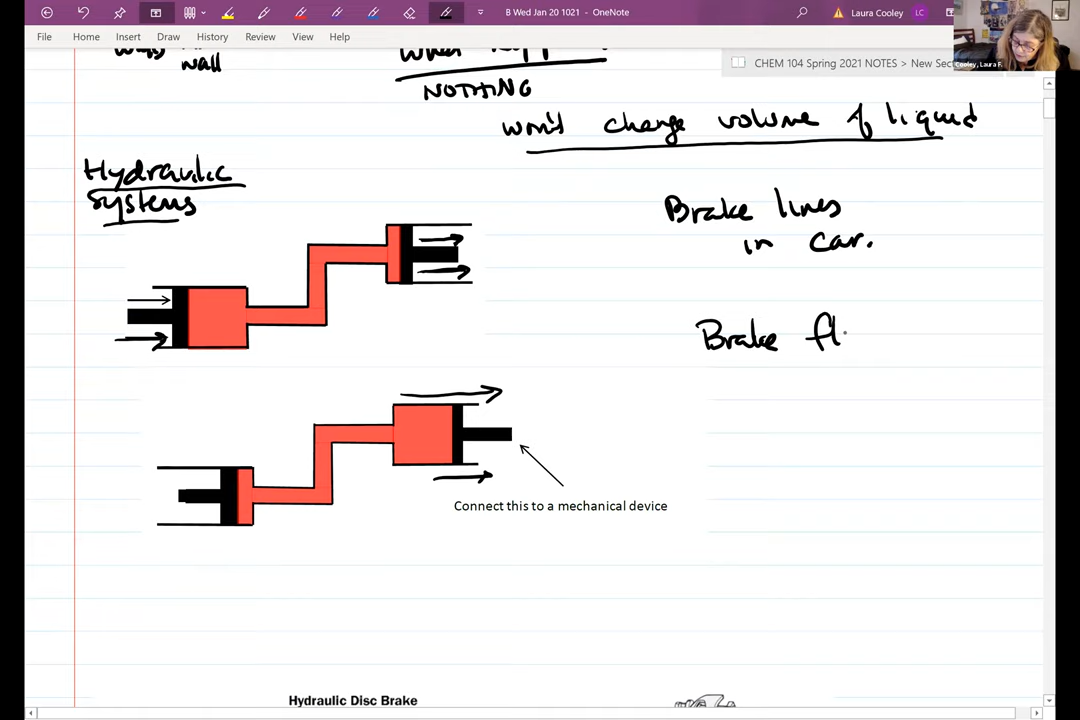 B Wed Jan 20 1021 - OneNote
Laura Cooley
LC
File Home Insert Draw History Review View Help
Cooley, Laura F.
CHEM 104 Spring 2021 NOTES > New Sec
wall
NOTHING
won't change volume of liquid
Hydraulic
Systems
Brake lines
in car.
Brake fl
Connect this to a mechanical device
Hydraulic Disc Brake